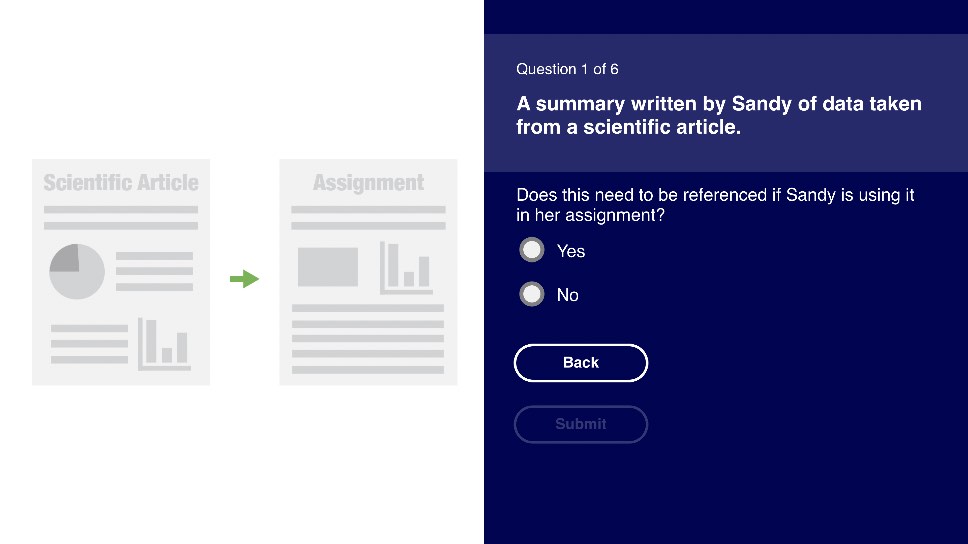 Scientific Article
Assignment
Question 1 of 6
A summary written by Sandy of data taken
from a scientific article.
Does this need to be referenced if Sandy is using it
in her assignment?
Yes
No
Back
Submit